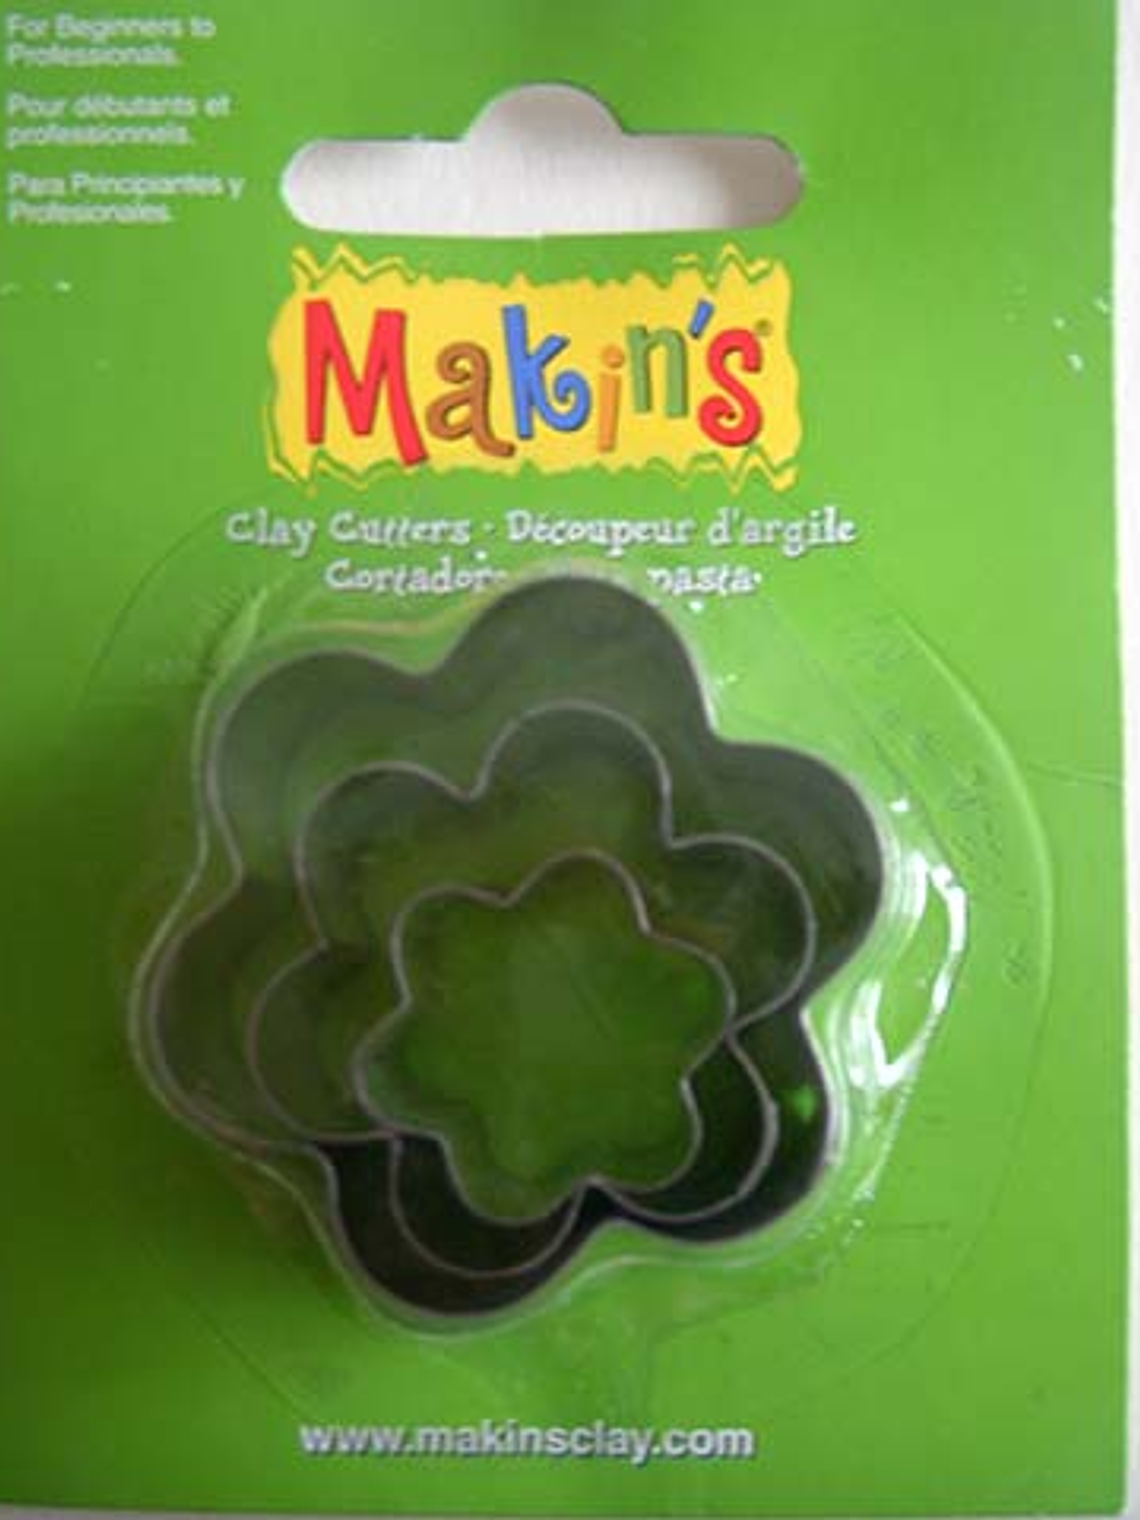 For Beginners to
Professionals.
Pour débutants et
professionnels.
Para Principiantes y
Profesionales.
Makin's®
Clay Cutters · Découpeur d'argile
pasta
www.makinsclay.com